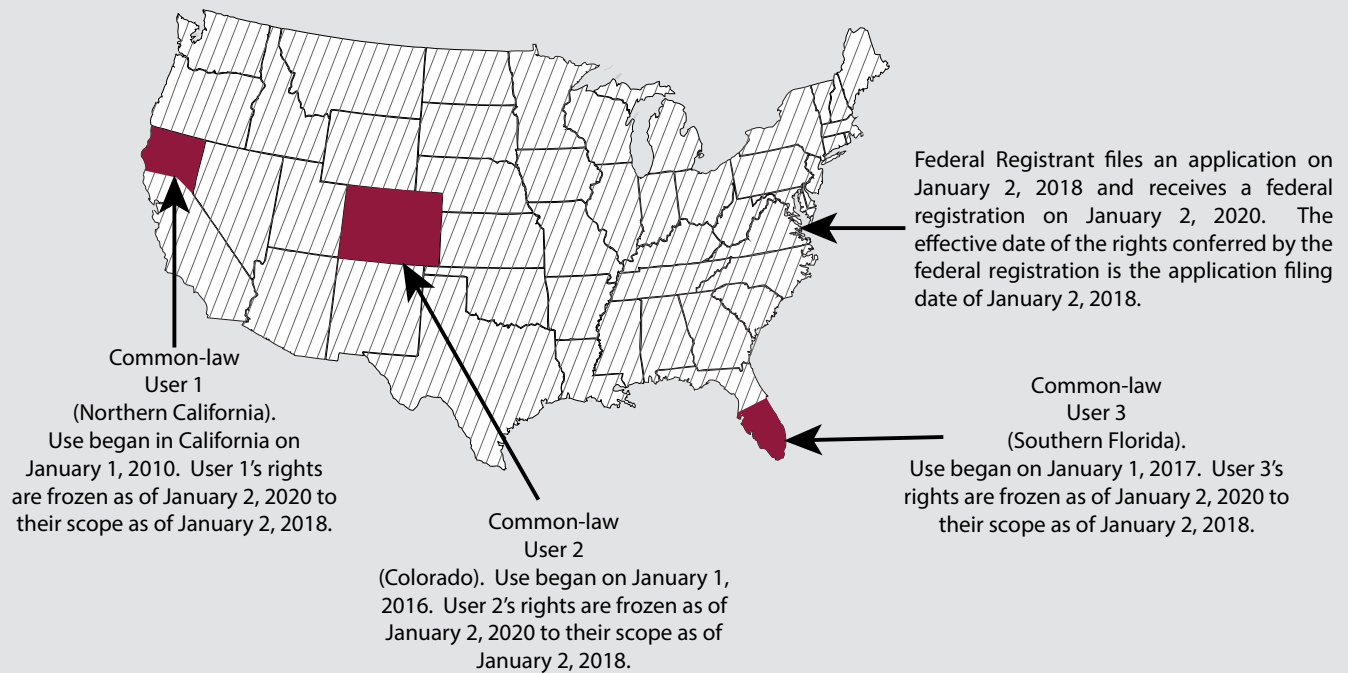 Federal Registrant files an application on
January 2, 2018 and receives a federal
registration on January 2, 2020. The
effective date of the rights conferred by the
federal registration is the application filing
date of January 2, 2018.
Common-law
User 1
(Northern California).
Use began in California on
January 1, 2010. User 1's rights
are frozen as of January 2, 2020 to
their scope as of January 2, 2018.
Common-law
User 2
(Colorado). Use began on January 1,
2016. User 2's rights are frozen as of
January 2, 2020 to their scope as of
January 2, 2018.
Common-law
User 3
(Southern Florida).
Use began on January 1, 2017. User 3's
rights are frozen as of January 2, 2020 to
their scope as of January 2, 2018.